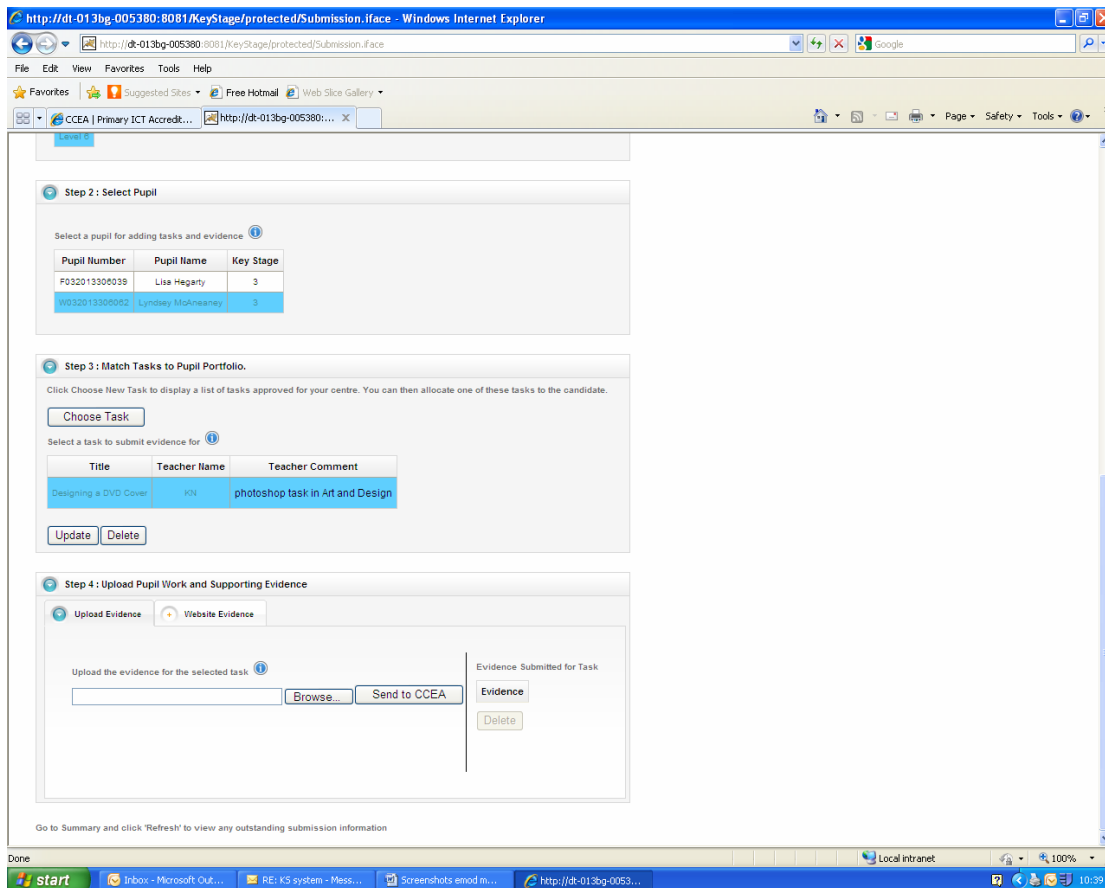 http://dt-013bg-005380:8081/KeyStage/protected/Submission.iface - Windows Internet Explorer
http://dt-013bg-005380:8081/KeyStage/protected/Submission.iface
Google
File Edit View Favorites Tools Help
Favorites Suggested Sites Free Hotmail Web Slice Gallery
CCEA | Primary ICT Accredit... http://dt-013bg-005380:... X
Page Safety Tools
Level 6
Step 2 : Select Pupil
Select a pupil for adding tasks and evidence
Pupil Number Pupil Name Key Stage
F032013306039 Lisa Hegarty 3
W032013306062 Lyndsey McAneaney 3
Step 3 : Match Tasks to Pupil Portfolio.
Click Choose New Task to display a list of tasks approved for your centre. You can then allocate one of these tasks to the candidate.
Choose Task
Select a task to submit evidence for
Title Teacher Name Teacher Comment
Designing a DVD Cover KN photoshop task in Art and Design
Update Delete
Step 4 : Upload Pupil Work and Supporting Evidence
Upload Evidence Website Evidence
Upload the evidence for the selected task
Browse... Send to CCEA
Evidence Submitted for Task
Evidence
Delete
Go to Summary and click 'Refresh' to view any outstanding submission information
Done Local intranet 100%
start Inbox - Microsoft Out... RE: KS system - Mess... Screenshots emod m... http://dt-013bg-0053... 10:39